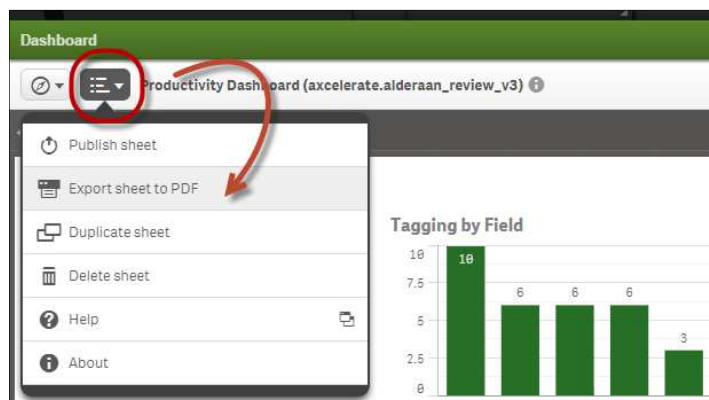 Dashboard
Productivity Dashboard (axcelerate.alderaan_review_v3)
Publish sheet
Export sheet to PDF
Duplicate sheet
Delete sheet
Help
About
Tagging by Field
10
7.5
5
2.5
0
10
6
6
6
3